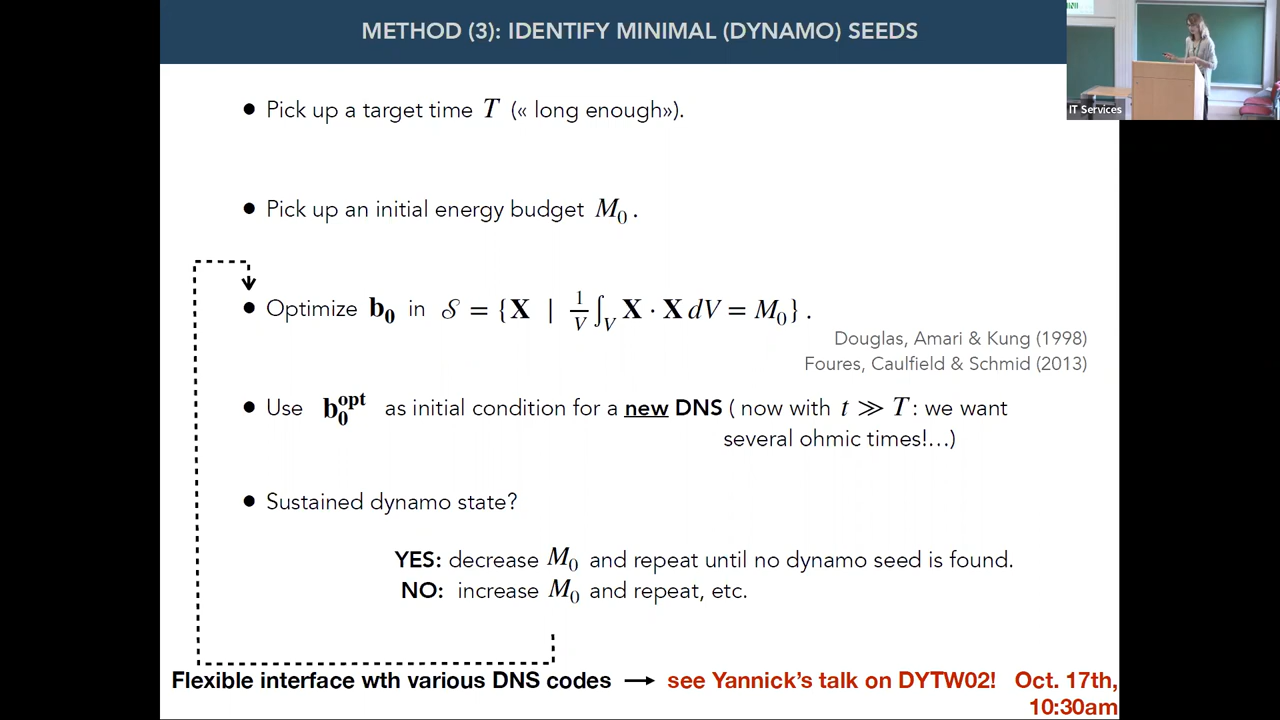 METHOD (3): IDENTIFY MINIMAL (DYNAMO) SEEDS
IT Services
● Pick up a target time T (« long enough»).
● Pick up an initial energy budget M₀ .
● Optimize b₀ in 𝒮 = {X | 1/V ∫_V X · X dV = M₀} .
Douglas, Amari & Kung (1998)
Foures, Caulfield & Schmid (2013)
● Use b₀^opt as initial condition for a new DNS ( now with t ≫ T : we want
several ohmic times!...)
● Sustained dynamo state?
YES: decrease M₀ and repeat until no dynamo seed is found.
NO: increase M₀ and repeat, etc.
Flexible interface wth various DNS codes → see Yannick's talk on DYTW02! Oct. 17th,
10:30am